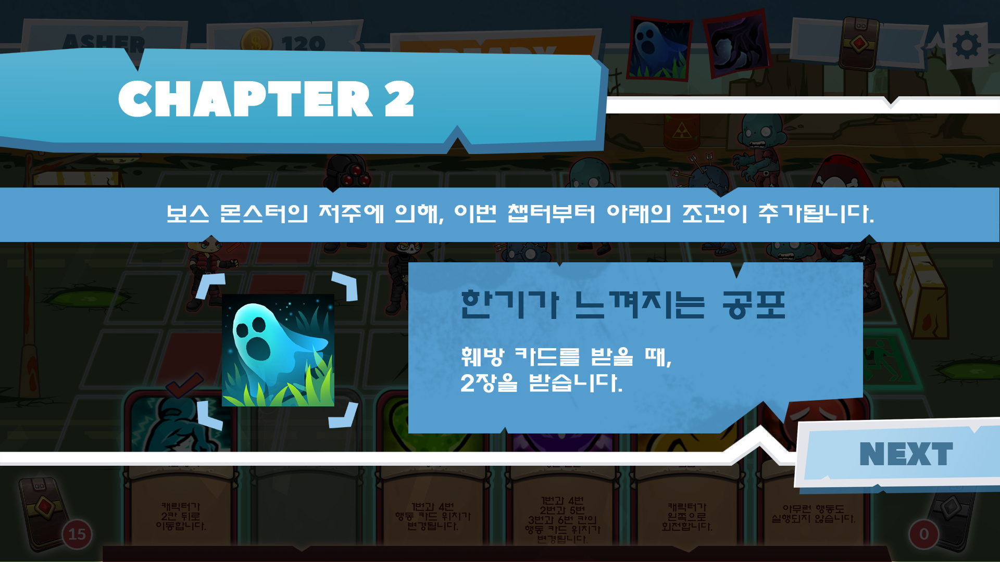 ASHER
120
READY
CHAPTER 2
보스 몬스터의 저주에 의해, 이번 챕터부터 아래의 조건이 추가됩니다.
한기가 느껴지는 공포
훼방 카드를 받을 때,
2장을 받습니다.
NEXT
캐릭터가
2칸 뒤로
이동합니다.
1번과 4번
행동 카드 위치가
변경됩니다.
1번과 4번
2번과 5번
3번과 6번 칸의
행동 카드 위치가
변경됩니다.
캐릭터가
왼쪽으로
회전합니다.
아무런 행동도
실행되지 않습니다.
15
0